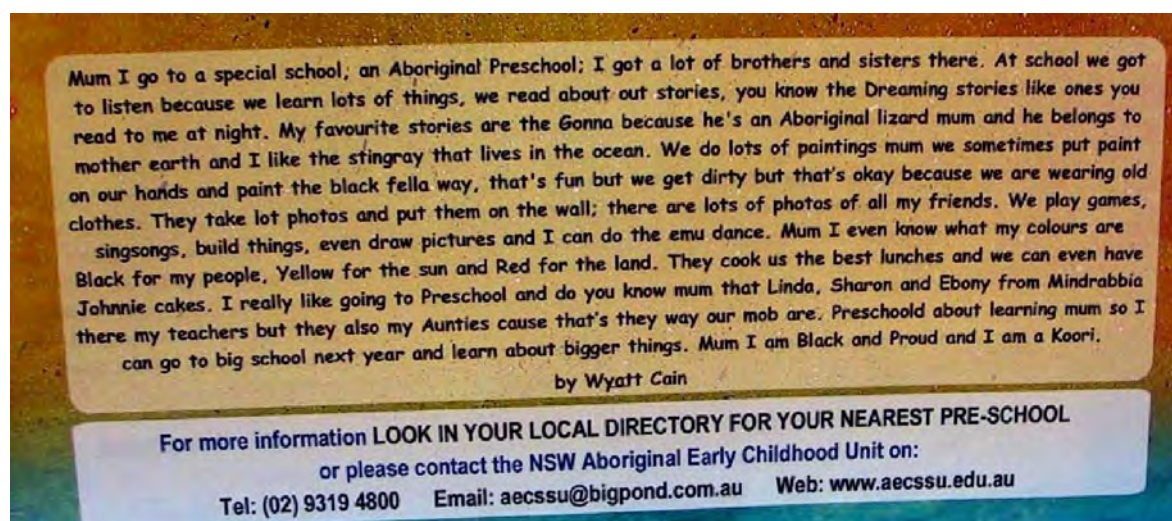 Mum I go to a special school; an Aboriginal Preschool; I got a lot of brothers and sisters there. At school we got
to listen because we learn lots of things, we read about out stories, you know the Dreaming stories like ones you
read to me at night. My favourite stories are the Gonna because he's an Aboriginal lizard mum and he belongs to
mother earth and I like the stingray that lives in the ocean. We do lots of paintings mum we sometimes put paint
on our hands and paint the black fella way, that's fun but we get dirty but that's okay because we are wearing old
clothes. They take lot photos and put them on the wall; there are lots of photos of all my friends. We play games,
singsongs, build things, even draw pictures and I can do the emu dance. Mum I even know what my colours are
Black for my people, Yellow for the sun and Red for the land. They cook us the best lunches and we can even have
Johnnie cakes. I really like going to Preschool and do you know mum that Linda, Sharon and Ebony from Mindrabbia
there my teachers but they also my Aunties cause that's they way our mob are. Preschoold about learning mum so I
can go to big school next year and learn about bigger things. Mum I am Black and Proud and I am a Koori.
by Wyatt Cain
For more information LOOK IN YOUR LOCAL DIRECTORY FOR YOUR NEAREST PRE-SCHOOL
or please contact the NSW Aboriginal Early Childhood Unit on:
Tel: (02) 9319 4800 Email: aecssu@bigpond.com.au Web: www.aecssu.edu.au